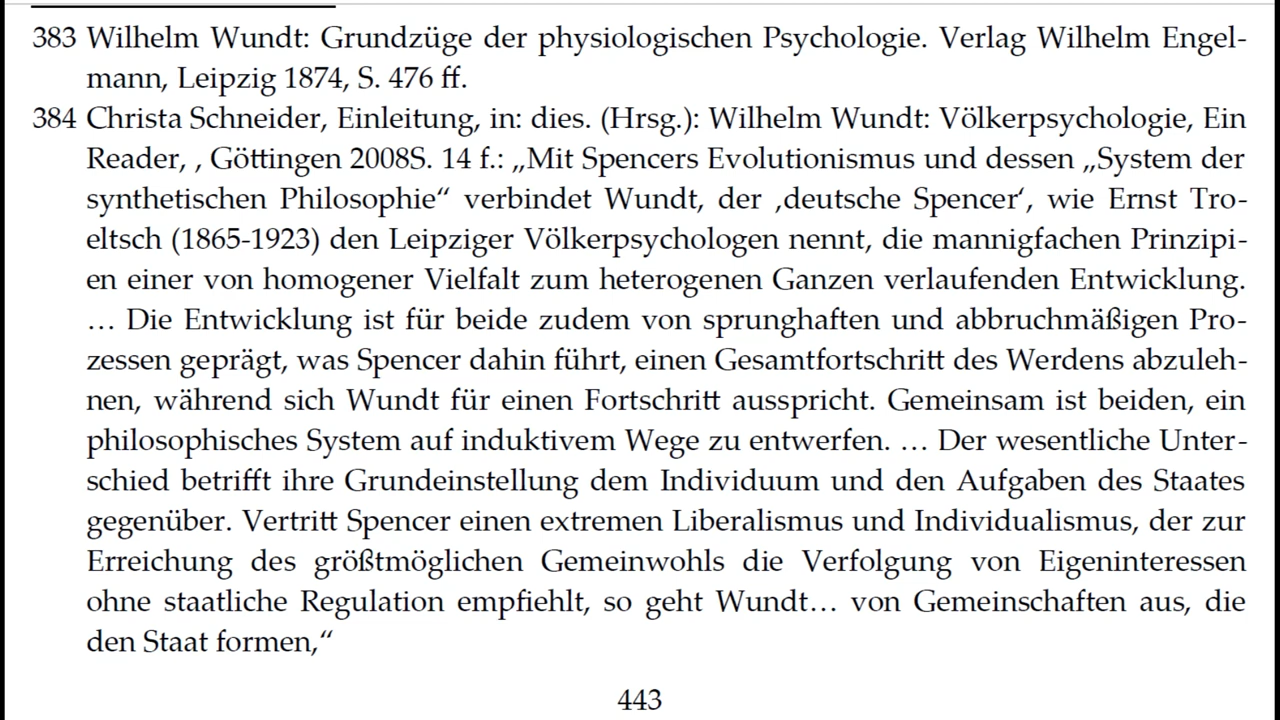 383 Wilhelm Wundt: Grundzüge der physiologischen Psychologie. Verlag Wilhelm Engel-
mann, Leipzig 1874, S. 476 ff.
384 Christa Schneider, Einleitung, in: dies. (Hrsg.): Wilhelm Wundt: Völkerpsychologie, Ein
Reader, , Göttingen 2008S. 14 f.: „Mit Spencers Evolutionismus und dessen „System der
synthetischen Philosophie“ verbindet Wundt, der ‚deutsche Spencer‘, wie Ernst Tro-
eltsch (1865-1923) den Leipziger Völkerpsychologen nennt, die mannigfachen Prinzipi-
en einer von homogener Vielfalt zum heterogenen Ganzen verlaufenden Entwicklung.
… Die Entwicklung ist für beide zudem von sprunghaften und abbruchmäßigen Pro-
zessen geprägt, was Spencer dahin führt, einen Gesamtfortschritt des Werdens abzuleh-
nen, während sich Wundt für einen Fortschritt ausspricht. Gemeinsam ist beiden, ein
philosophisches System auf induktivem Wege zu entwerfen. … Der wesentliche Unter-
schied betrifft ihre Grundeinstellung dem Individuum und den Aufgaben des Staates
gegenüber. Vertritt Spencer einen extremen Liberalismus und Individualismus, der zur
Erreichung des größtmöglichen Gemeinwohls die Verfolgung von Eigeninteressen
ohne staatliche Regulation empfiehlt, so geht Wundt… von Gemeinschaften aus, die
den Staat formen,“
443